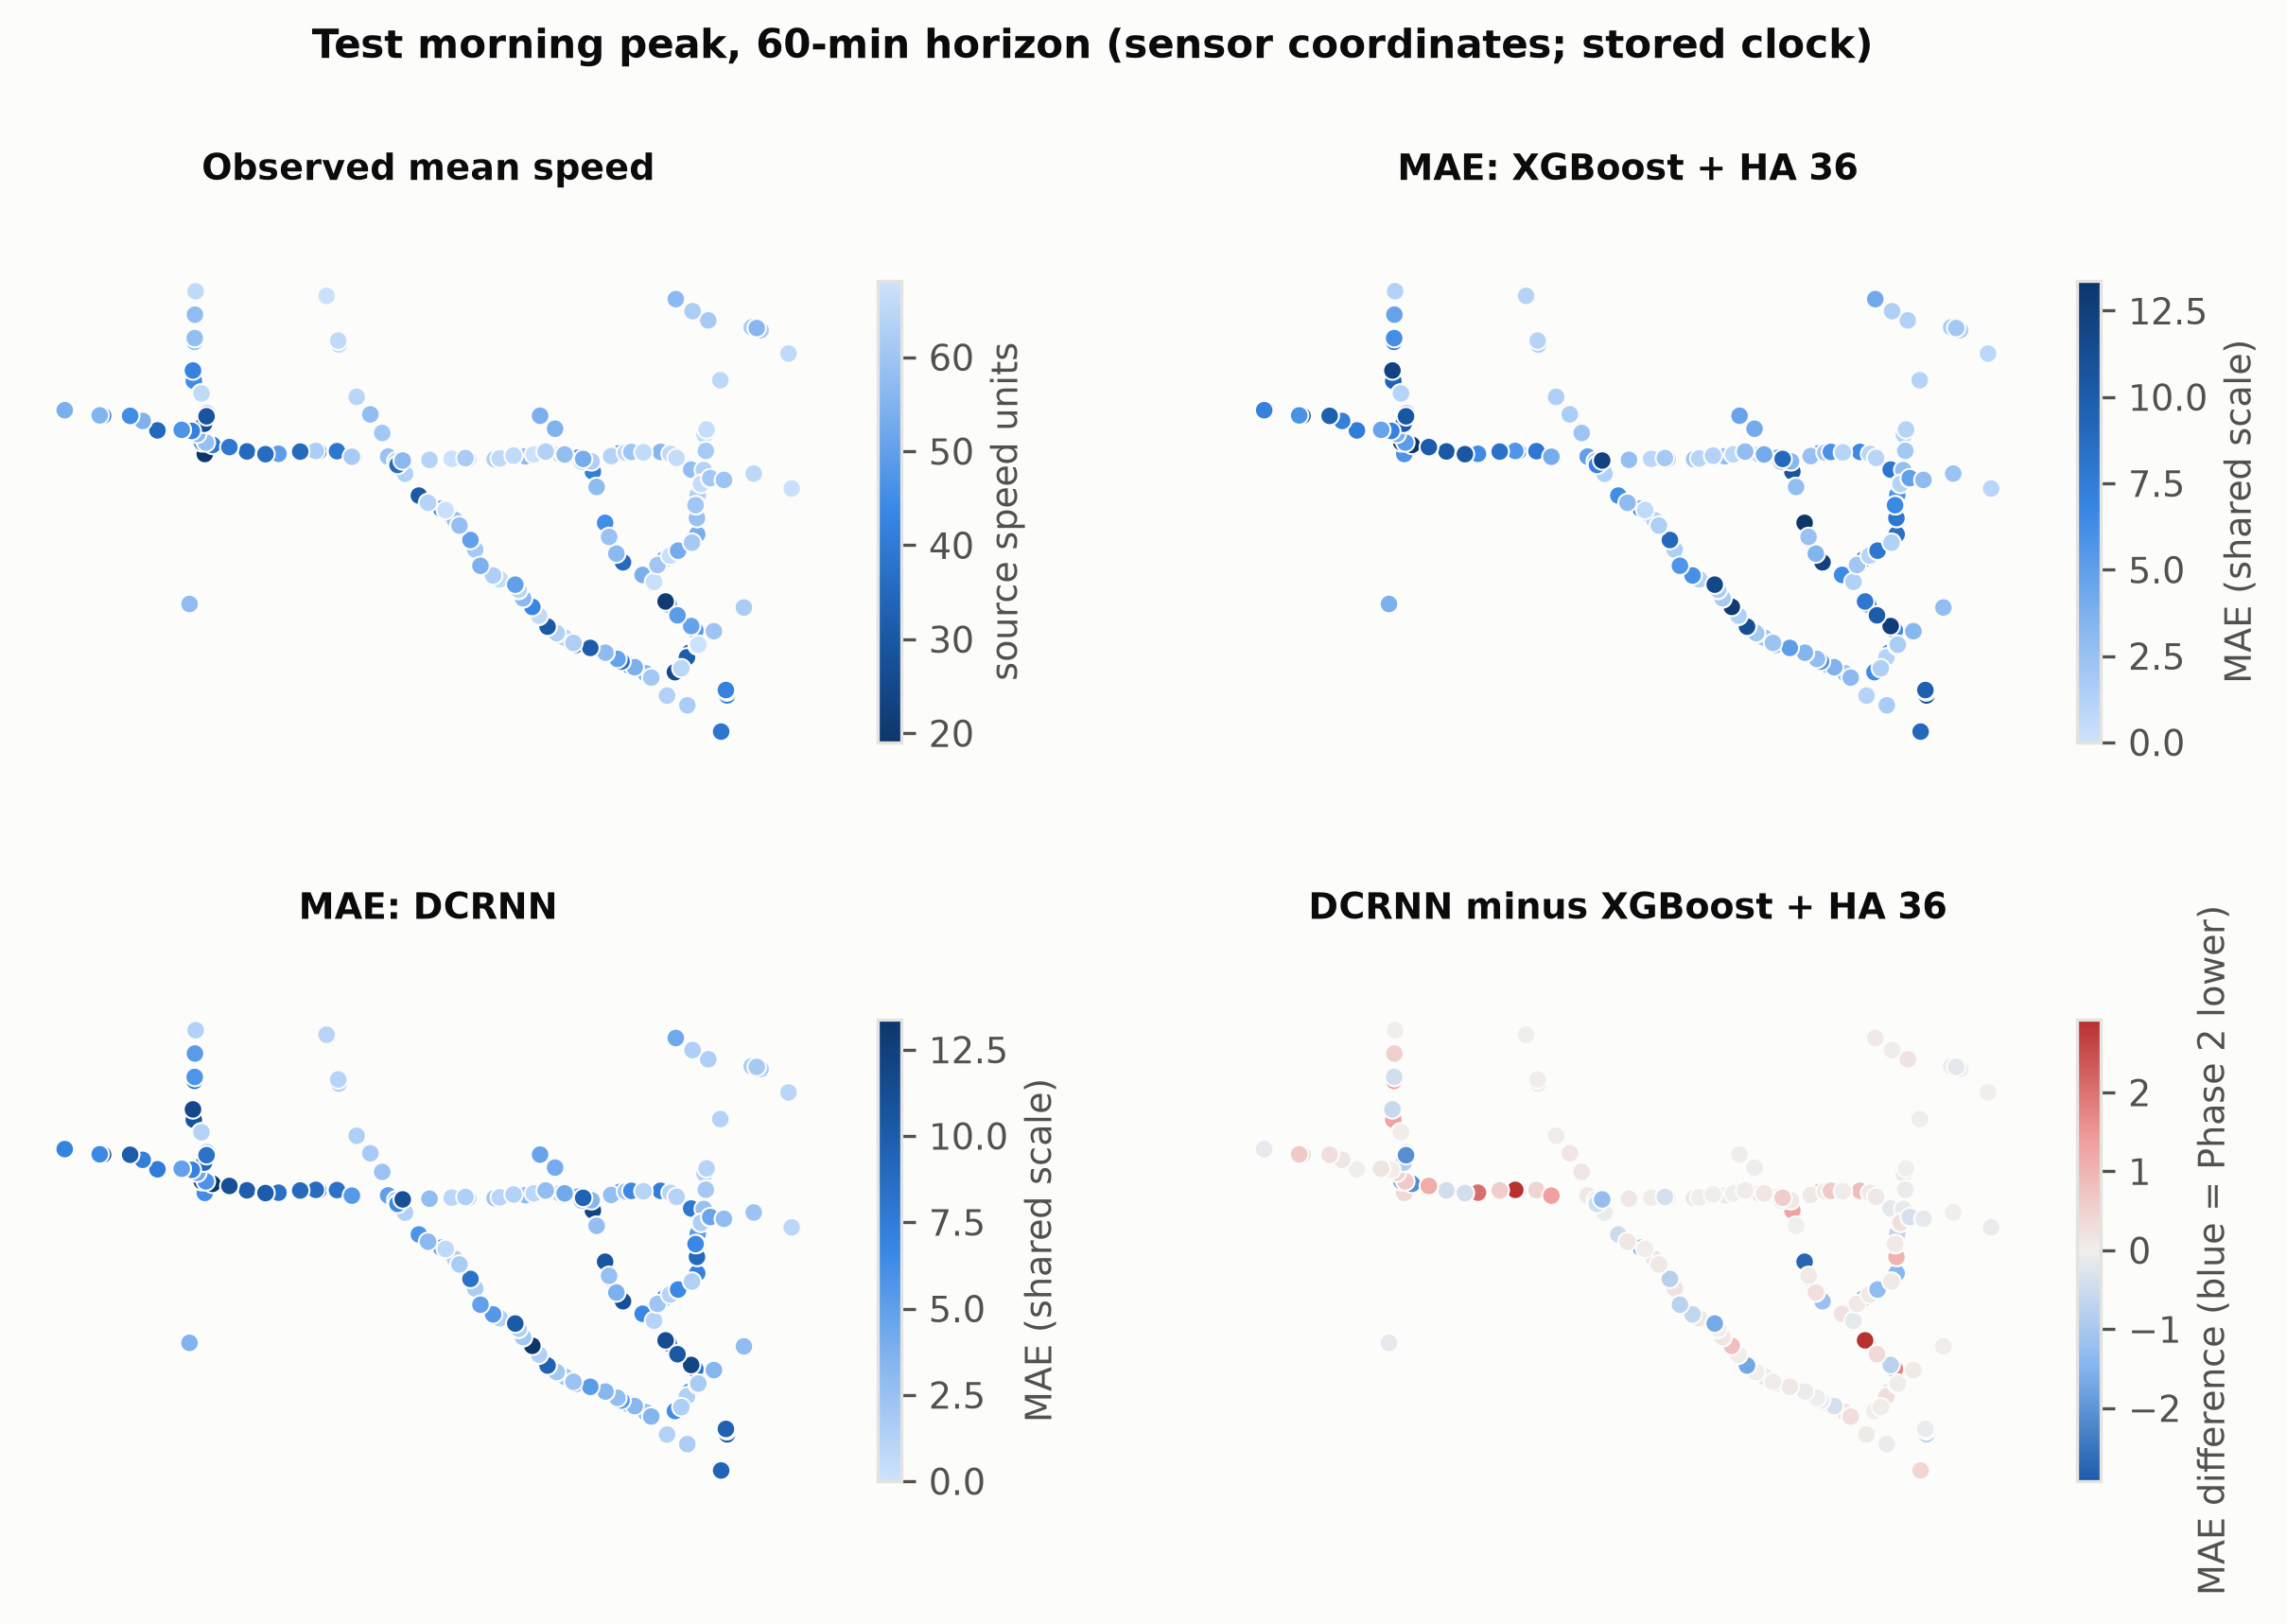 Test morning peak, 60-min horizon (sensor coordinates; stored clock)
Observed mean speed
60
50
40
30
20
source speed units
MAE: XGBoost + HA 36
12.5
10.0
7.5
5.0
2.5
0.0
MAE (shared scale)
MAE: DCRNN
12.5
10.0
7.5
5.0
2.5
0.0
MAE (shared scale)
DCRNN minus XGBoost + HA 36
2
1
0
−1
−2
MAE difference (blue = Phase 2 lower)